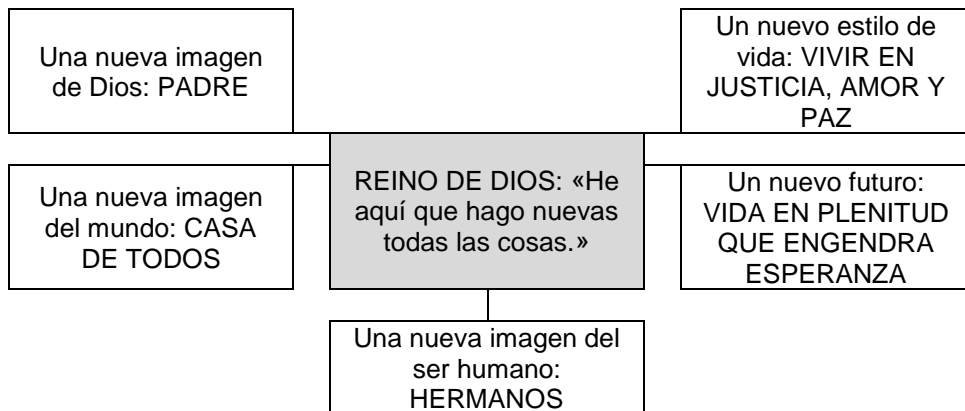 Una nueva imagen
de Dios: PADRE
Un nuevo estilo de
vida: VIVIR EN
JUSTICIA, AMOR Y
PAZ
Una nueva imagen
del mundo: CASA
DE TODOS
REINO DE DIOS: «He
aquí que hago nuevas
todas las cosas.»
Un nuevo futuro:
VIDA EN PLENITUD
QUE ENGENDRA
ESPERANZA
Una nueva imagen del
ser humano:
HERMANOS